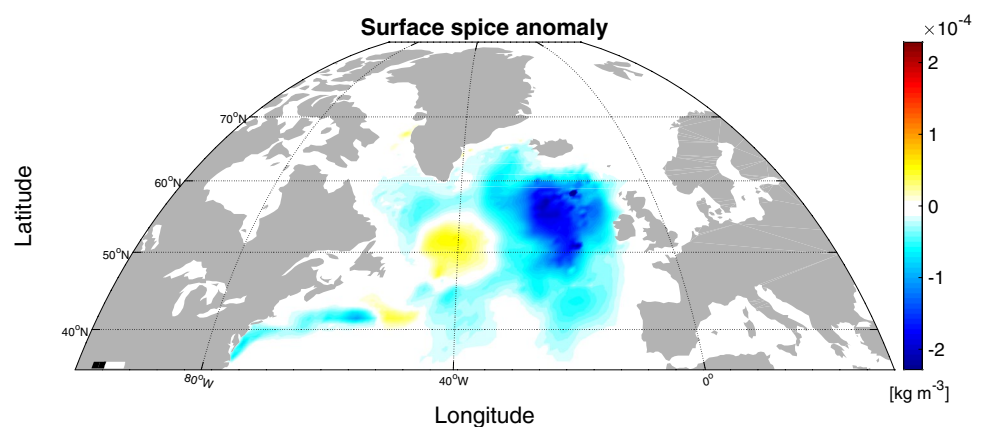 Surface spice anomaly
×10⁻⁴
2
1
0
-1
-2
[kg m⁻³]
Latitude
70°N
60°N
50°N
40°N
80°W
40°W
0°
Longitude